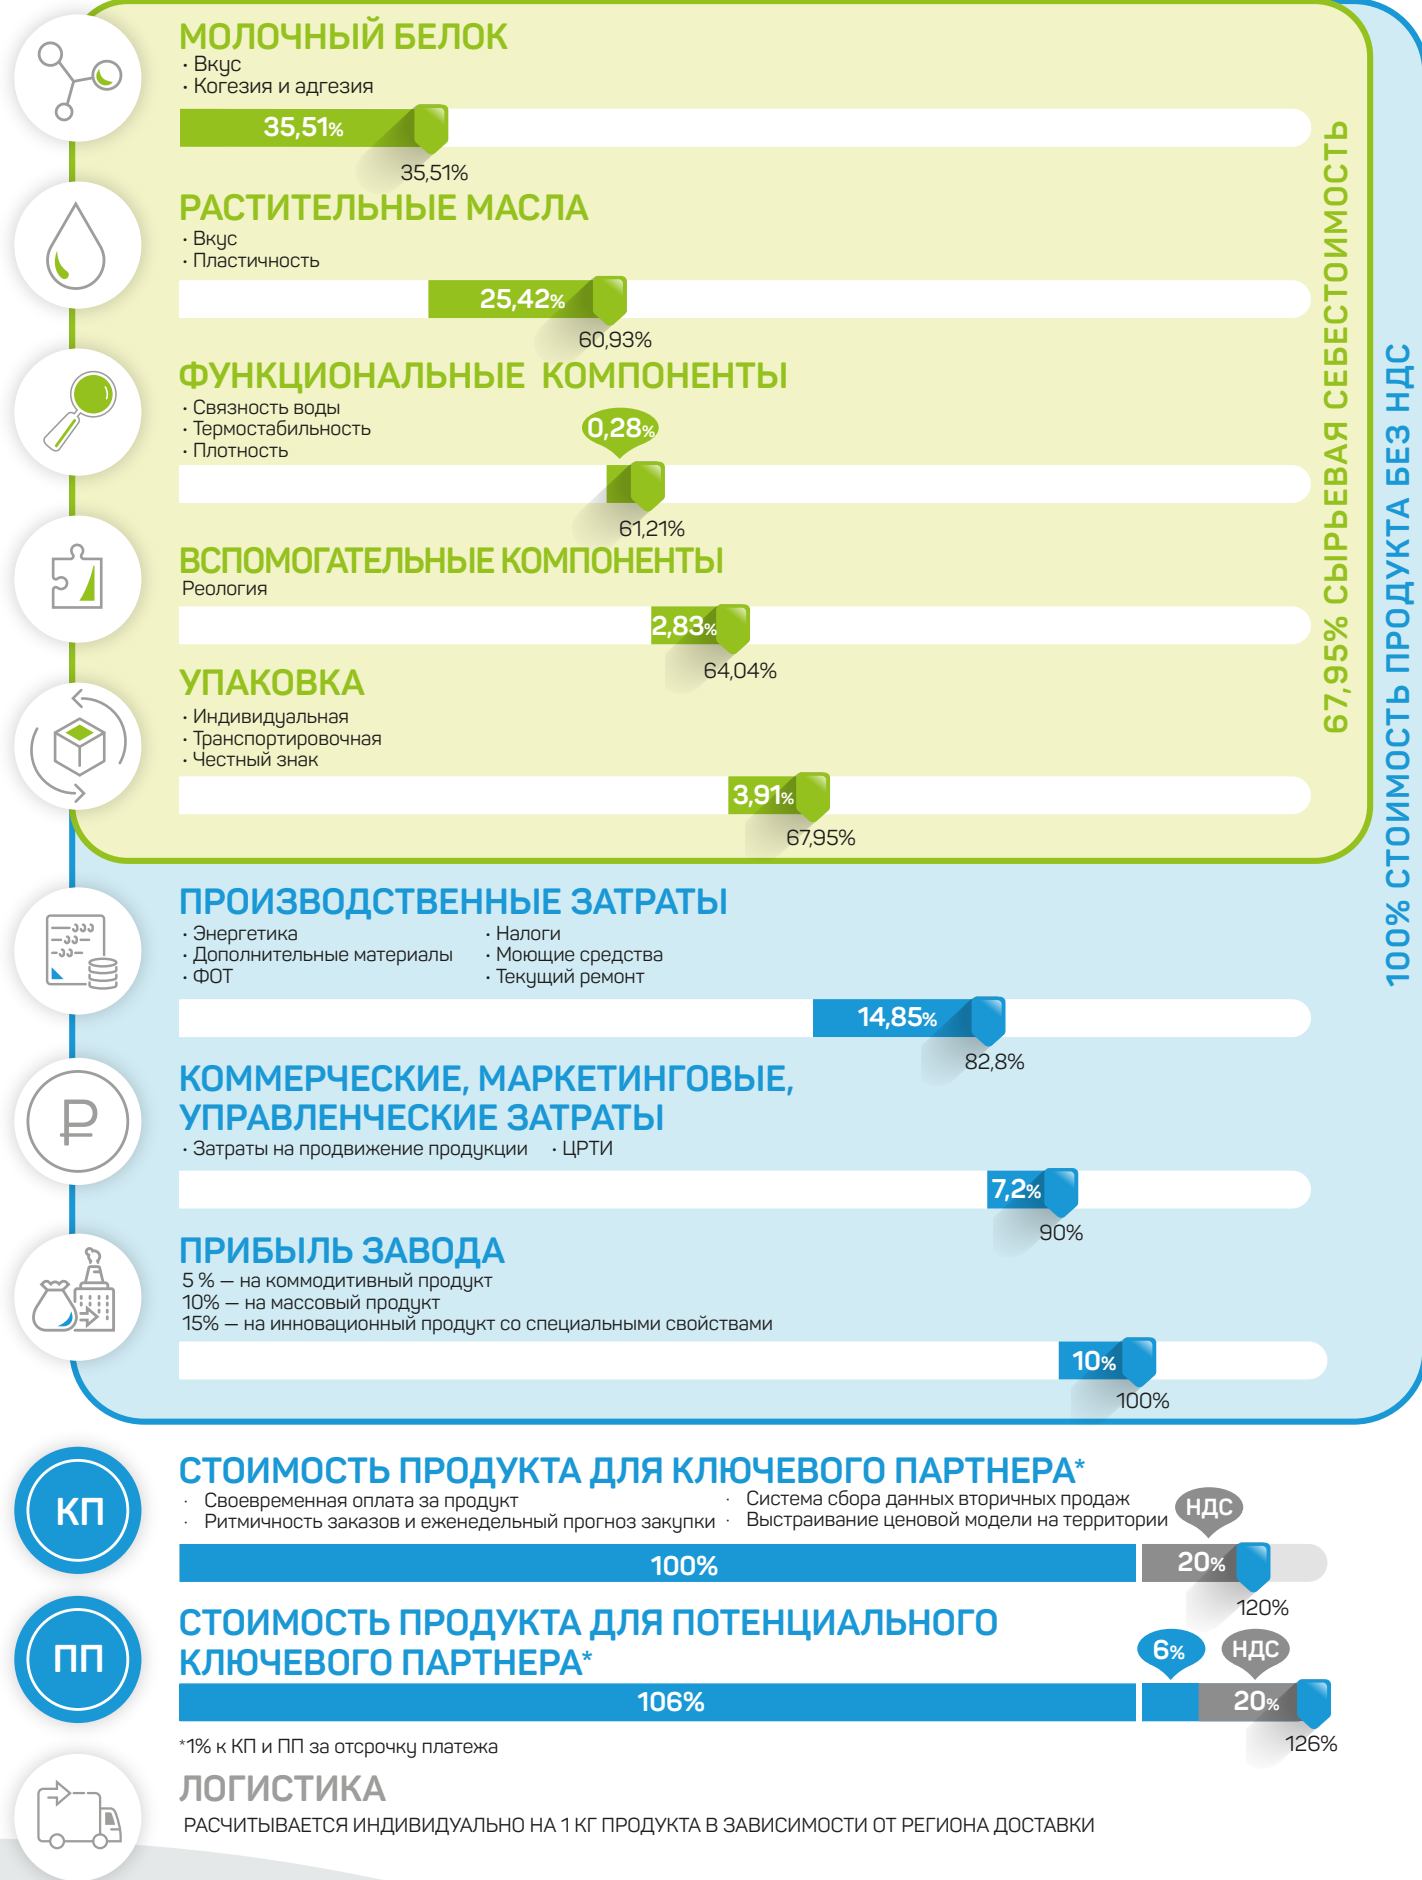 МОЛОЧНЫЙ БЕЛОК
· Вкус
· Когезия и адгезия
35,51%
35,51%
РАСТИТЕЛЬНЫЕ МАСЛА
· Вкус
· Пластичность
25,42%
60,93%
ФУНКЦИОНАЛЬНЫЕ КОМПОНЕНТЫ
· Связность воды
· Термостабильность
· Плотность
0,28%
61,21%
ВСПОМОГАТЕЛЬНЫЕ КОМПОНЕНТЫ
Реология
2,83%
64,04%
УПАКОВКА
· Индивидуальная
· Транспортировочная
· Честный знак
3,91%
67,95%
67,95% СЫРЬЕВАЯ СЕБЕСТОИМОСТЬ
ПРОИЗВОДСТВЕННЫЕ ЗАТРАТЫ
· Энергетика
· Дополнительные материалы
· ФОТ
· Налоги
· Моющие средства
· Текущий ремонт
14,85%
82,8%
КОММЕРЧЕСКИЕ, МАРКЕТИНГОВЫЕ,
УПРАВЛЕНЧЕСКИЕ ЗАТРАТЫ
· Затраты на продвижение продукции · ЦРТИ
7,2%
90%
ПРИБЫЛЬ ЗАВОДА
5 % — на коммодитивный продукт
10% — на массовый продукт
15% — на инновационный продукт со специальными свойствами
10%
100%
100% СТОИМОСТЬ ПРОДУКТА БЕЗ НДС
КП
СТОИМОСТЬ ПРОДУКТА ДЛЯ КЛЮЧЕВОГО ПАРТНЕРА*
· Своевременная оплата за продукт
· Ритмичность заказов и еженедельный прогноз закупки
· Система сбора данных вторичных продаж
· Выстраивание ценовой модели на территории
НДС
100%
20%
120%
ПП
СТОИМОСТЬ ПРОДУКТА ДЛЯ ПОТЕНЦИАЛЬНОГО
КЛЮЧЕВОГО ПАРТНЕРА*
6%
НДС
106%
20%
126%
*1% к КП и ПП за отсрочку платежа
ЛОГИСТИКА
РАСЧИТЫВАЕТСЯ ИНДИВИДУАЛЬНО НА 1 КГ ПРОДУКТА В ЗАВИСИМОСТИ ОТ РЕГИОНА ДОСТАВКИ